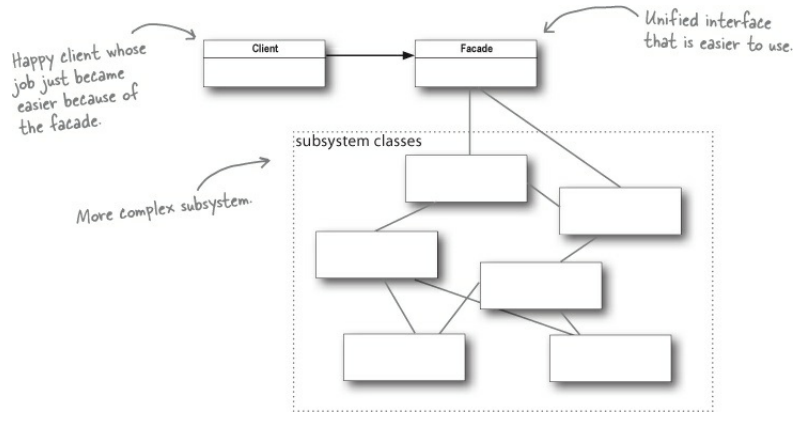 Happy client whose
job just became
easier because of
the facade.
Client
Facade
Unified interface
that is easier to use.
subsystem classes
More complex subsystem.